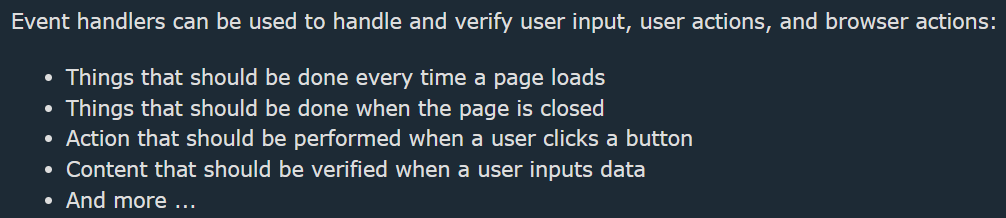 Event handlers can be used to handle and verify user input, user actions, and browser actions:
• Things that should be done every time a page loads
• Things that should be done when the page is closed
• Action that should be performed when a user clicks a button
• Content that should be verified when a user inputs data
• And more ...